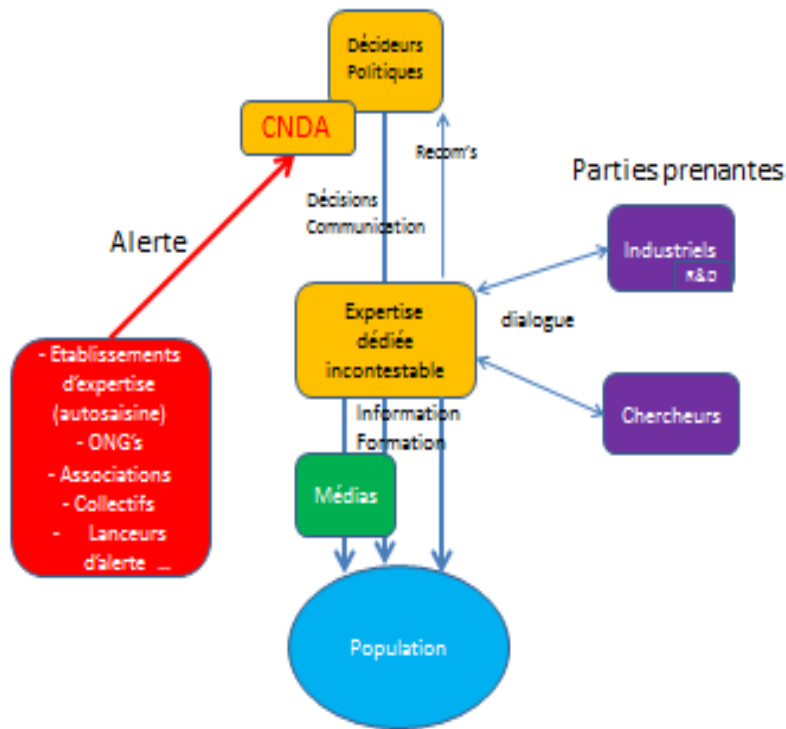 Décideurs
Politiques
CNDA
Recom's
Parties prenantes
Décisions
Communication
Alerte
Industriels
R&D
Expertise
dédiée
incontestable
dialogue
- Etablissements
d'expertise
(autosaisine)
- ONG's
- Associations
- Collectifs
- Lanceurs
d'alerte ...
Chercheurs
Information
Formation
Médias
Population